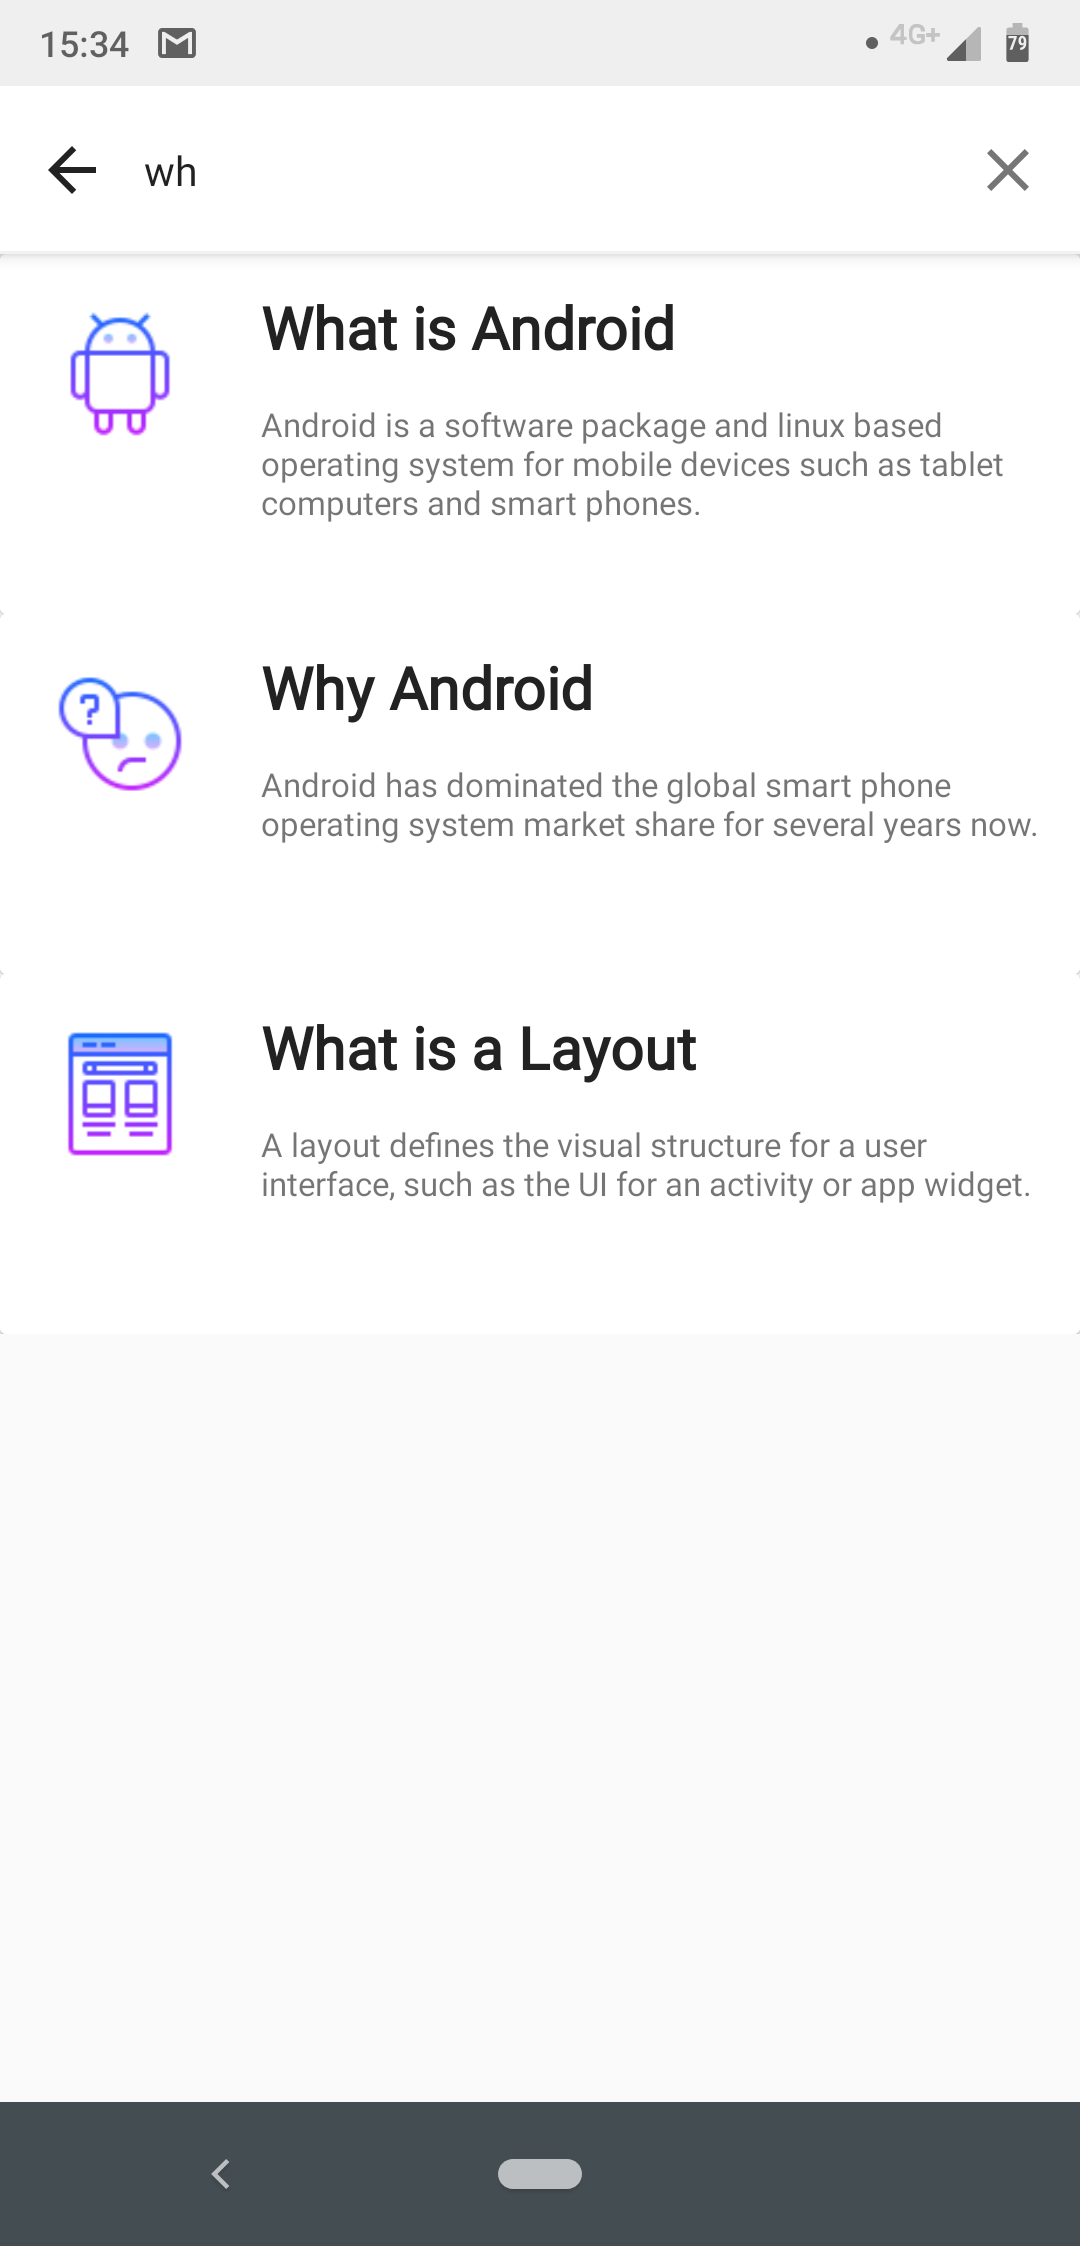 15:34
4G+
79
wh
What is Android
Android is a software package and linux based
operating system for mobile devices such as tablet
computers and smart phones.
?
Why Android
Android has dominated the global smart phone
operating system market share for several years now.
What is a Layout
A layout defines the visual structure for a user
interface, such as the UI for an activity or app widget.